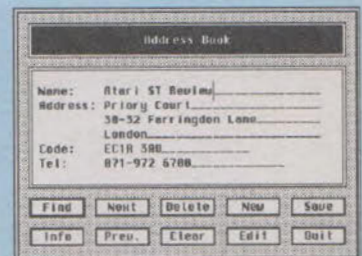 Address Book
Name: Atari ST Review
Address: Priory Court
30-32 Farringdon Lane
London
Code: EC1R 3AU
Tel: 071-972 6700
Find Next Delete New Save
Info Prev. Clear Edit Quit